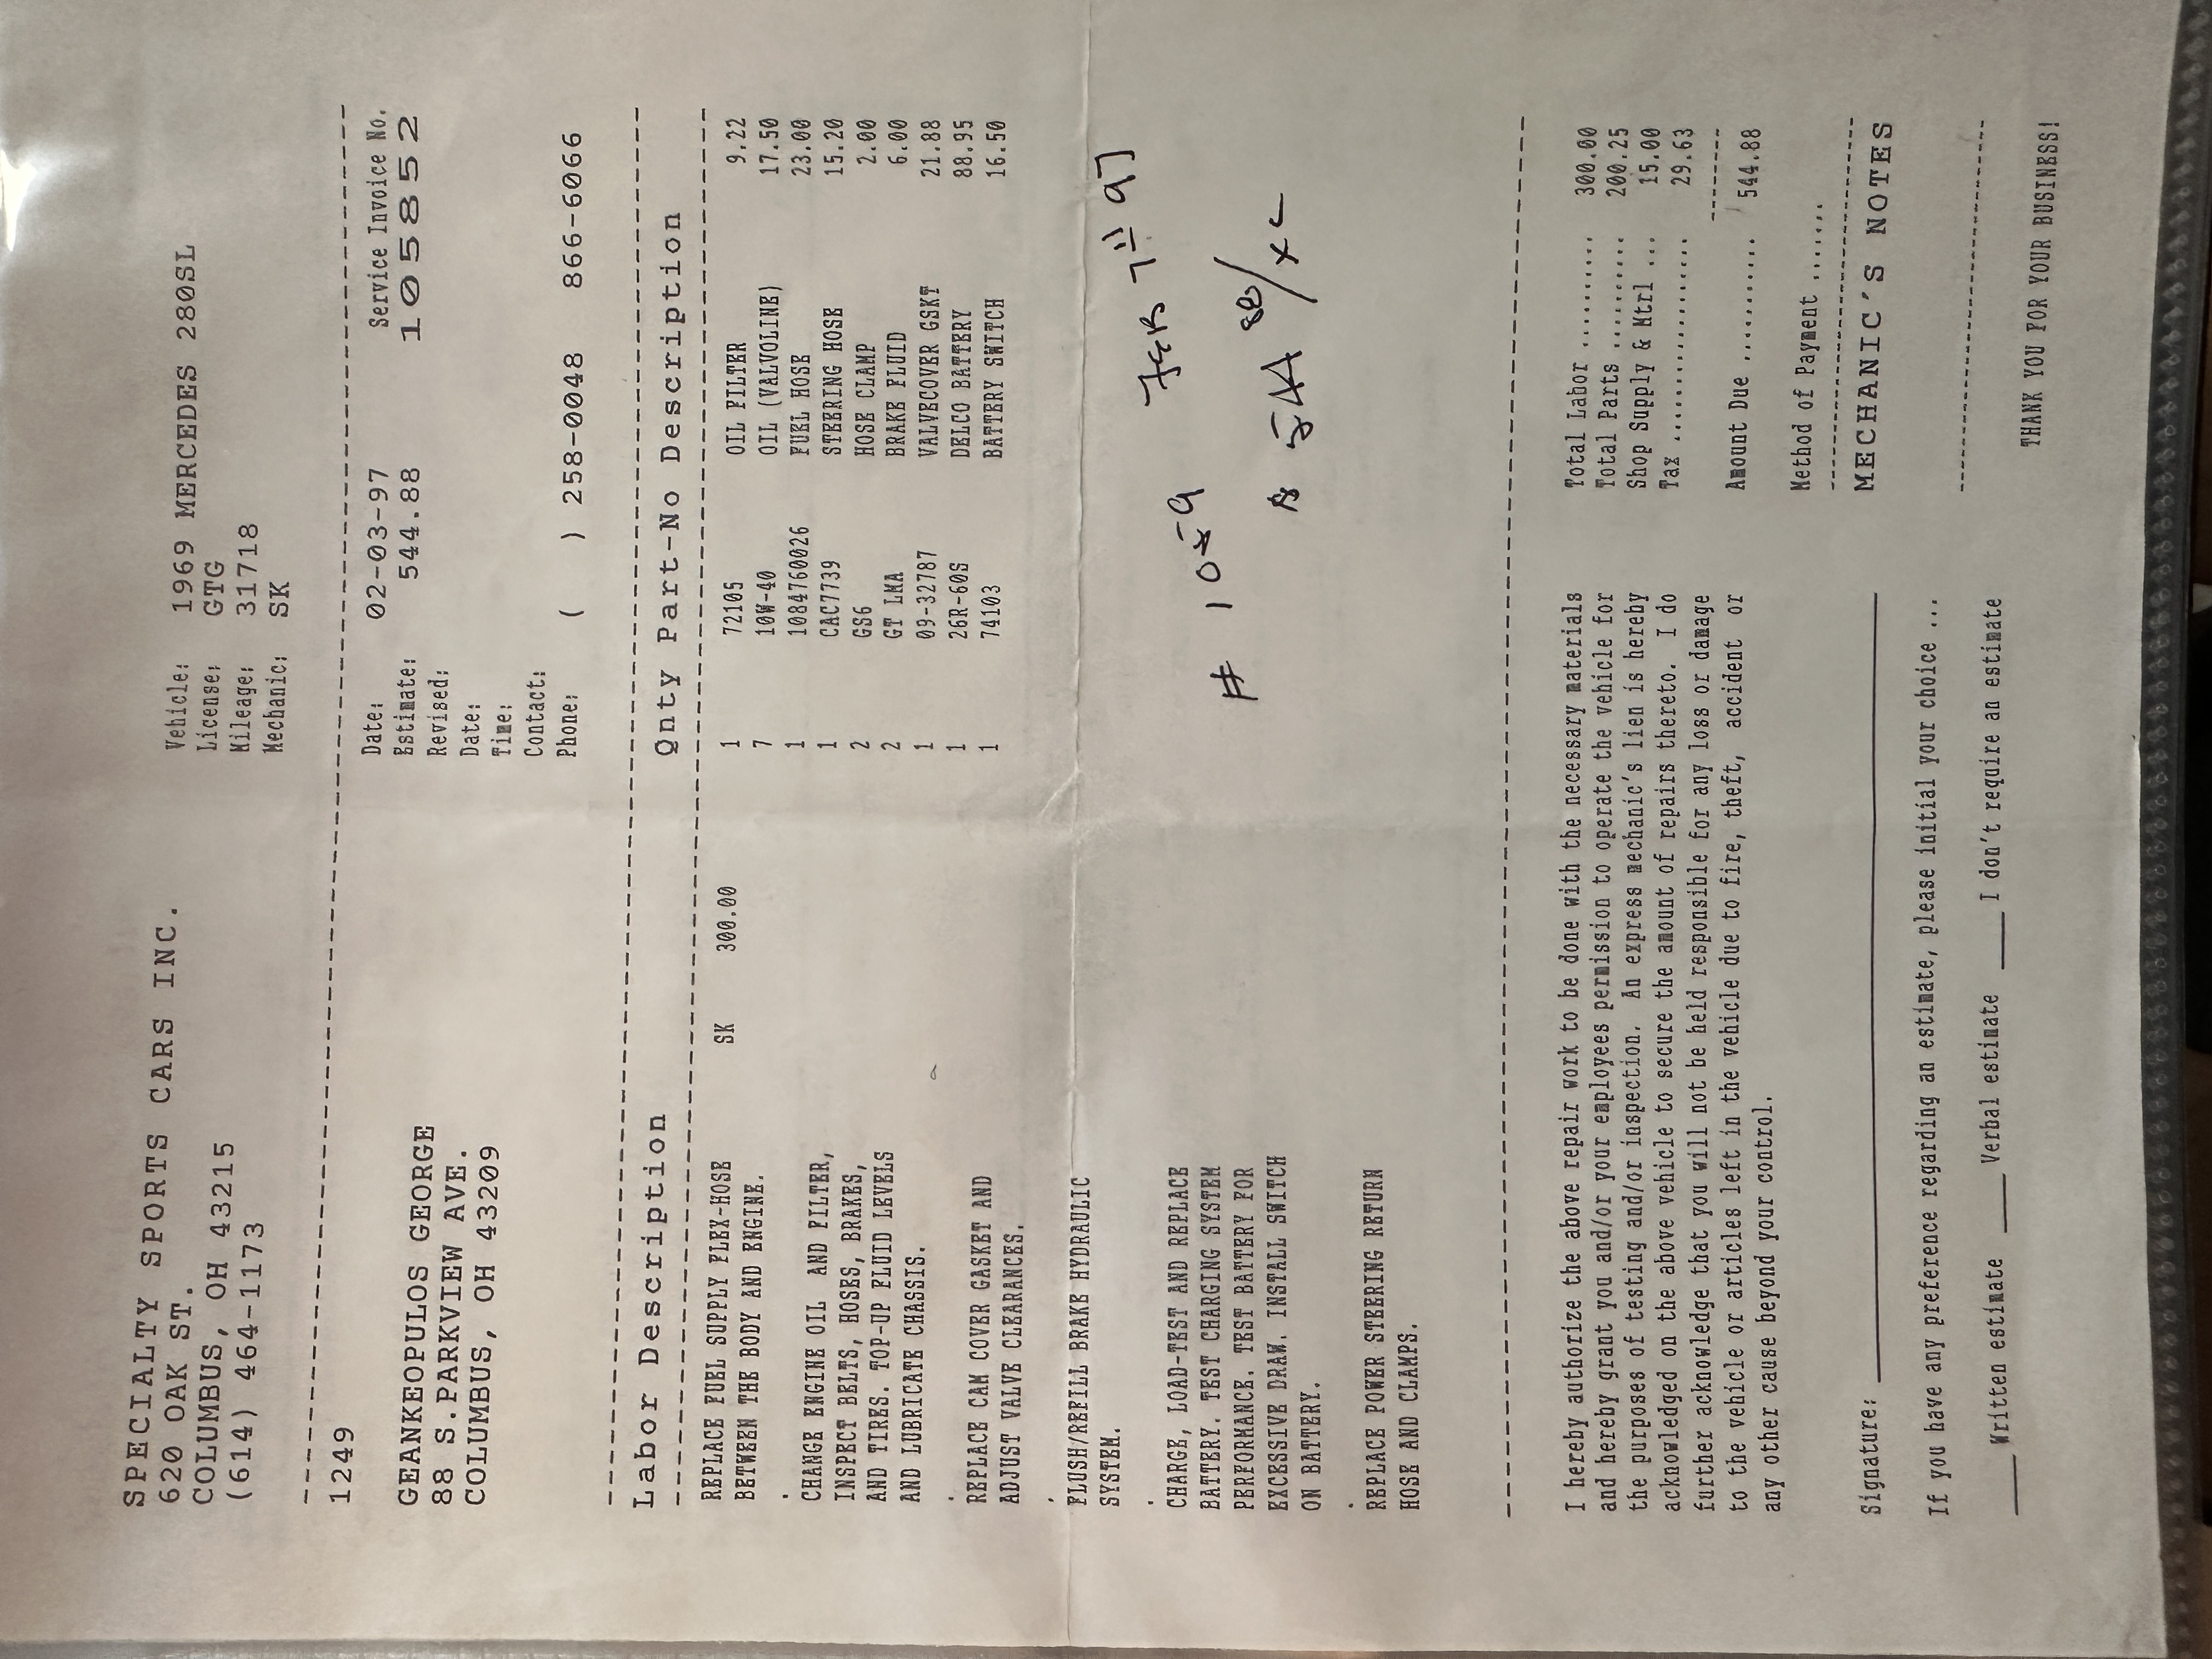 SPECIALTY SPORTS CARS INC.
620 OAK ST.
COLUMBUS, OH 43215
(614) 464-1173
Vehicle: 1969 MERCEDES 280SL
License: GTG
Mileage: 31718
Mechanic: SK
1249
GEANKEOPULOS GEORGE
88 S.PARKVIEW AVE.
COLUMBUS, OH 43209
Date: 02-03-97 Service Invoice No.
Estimate: 544.88 1058852
Revised:
Date:
Time:
Contact:
Phone: ( ) 258-0048 866-6066
Labor Description
Qnty Part-No Description
REPLACE FUEL SUPPLY FLEX-HOSE SK 300.00
BETWEEN THE BODY AND ENGINE.
.
CHANGE ENGINE OIL AND FILTER,
INSPECT BELTS, HOSES, BRAKES,
AND TIRES. TOP-UP FLUID LEVELS
AND LUBRICATE CHASSIS.
.
REPLACE CAM COVER GASKET AND
ADJUST VALVE CLEARANCES.
.
FLUSH/REFILL BRAKE HYDRAULIC
SYSTEM.
.
CHARGE, LOAD-TEST AND REPLACE
BATTERY. TEST CHARGING SYSTEM
PERFORMANCE. TEST BATTERY FOR
EXCESSIVE DRAW. INSTALL SWITCH
ON BATTERY.
.
REPLACE POWER STEERING RETURN
HOSE AND CLAMPS.
1 72105 OIL FILTER 9.22
7 10W-40 OIL (VALVOLINE) 17.50
1 1084760026 FUEL HOSE 23.00
1 CAC7739 STEERING HOSE 15.20
2 GS6 HOSE CLAMP 2.00
2 GT LMA BRAKE FLUID 6.00
1 09-32787 VALVECOVER GSKT 21.88
1 26R-60S DELCO BATTERY 88.95
1 74103 BATTERY SWITCH 16.50
I hereby authorize the above repair work to be done with the necessary materials
and hereby grant you and/or your employees permission to operate the vehicle for
the purposes of testing and/or inspection. An express mechanic's lien is hereby
acknowledged on the above vehicle to secure the amount of repairs thereto. I do
further acknowledge that you will not be held responsible for any loss or damage
to the vehicle or articles left in the vehicle due to fire, theft, accident or
any other cause beyond your control.
Total Labor .......... 300.00
Total Parts .......... 200.25
Shop Supply & Mtrl ... 15.00
Tax .................. 29.63
Amount Due ........... 544.88
Method of Payment ......
MECHANIC'S NOTES
Signature:
If you have any preference regarding an estimate, please initial your choice ...
Written estimate Verbal estimate I don't require an estimate
THANK YOU FOR YOUR BUSINESS!